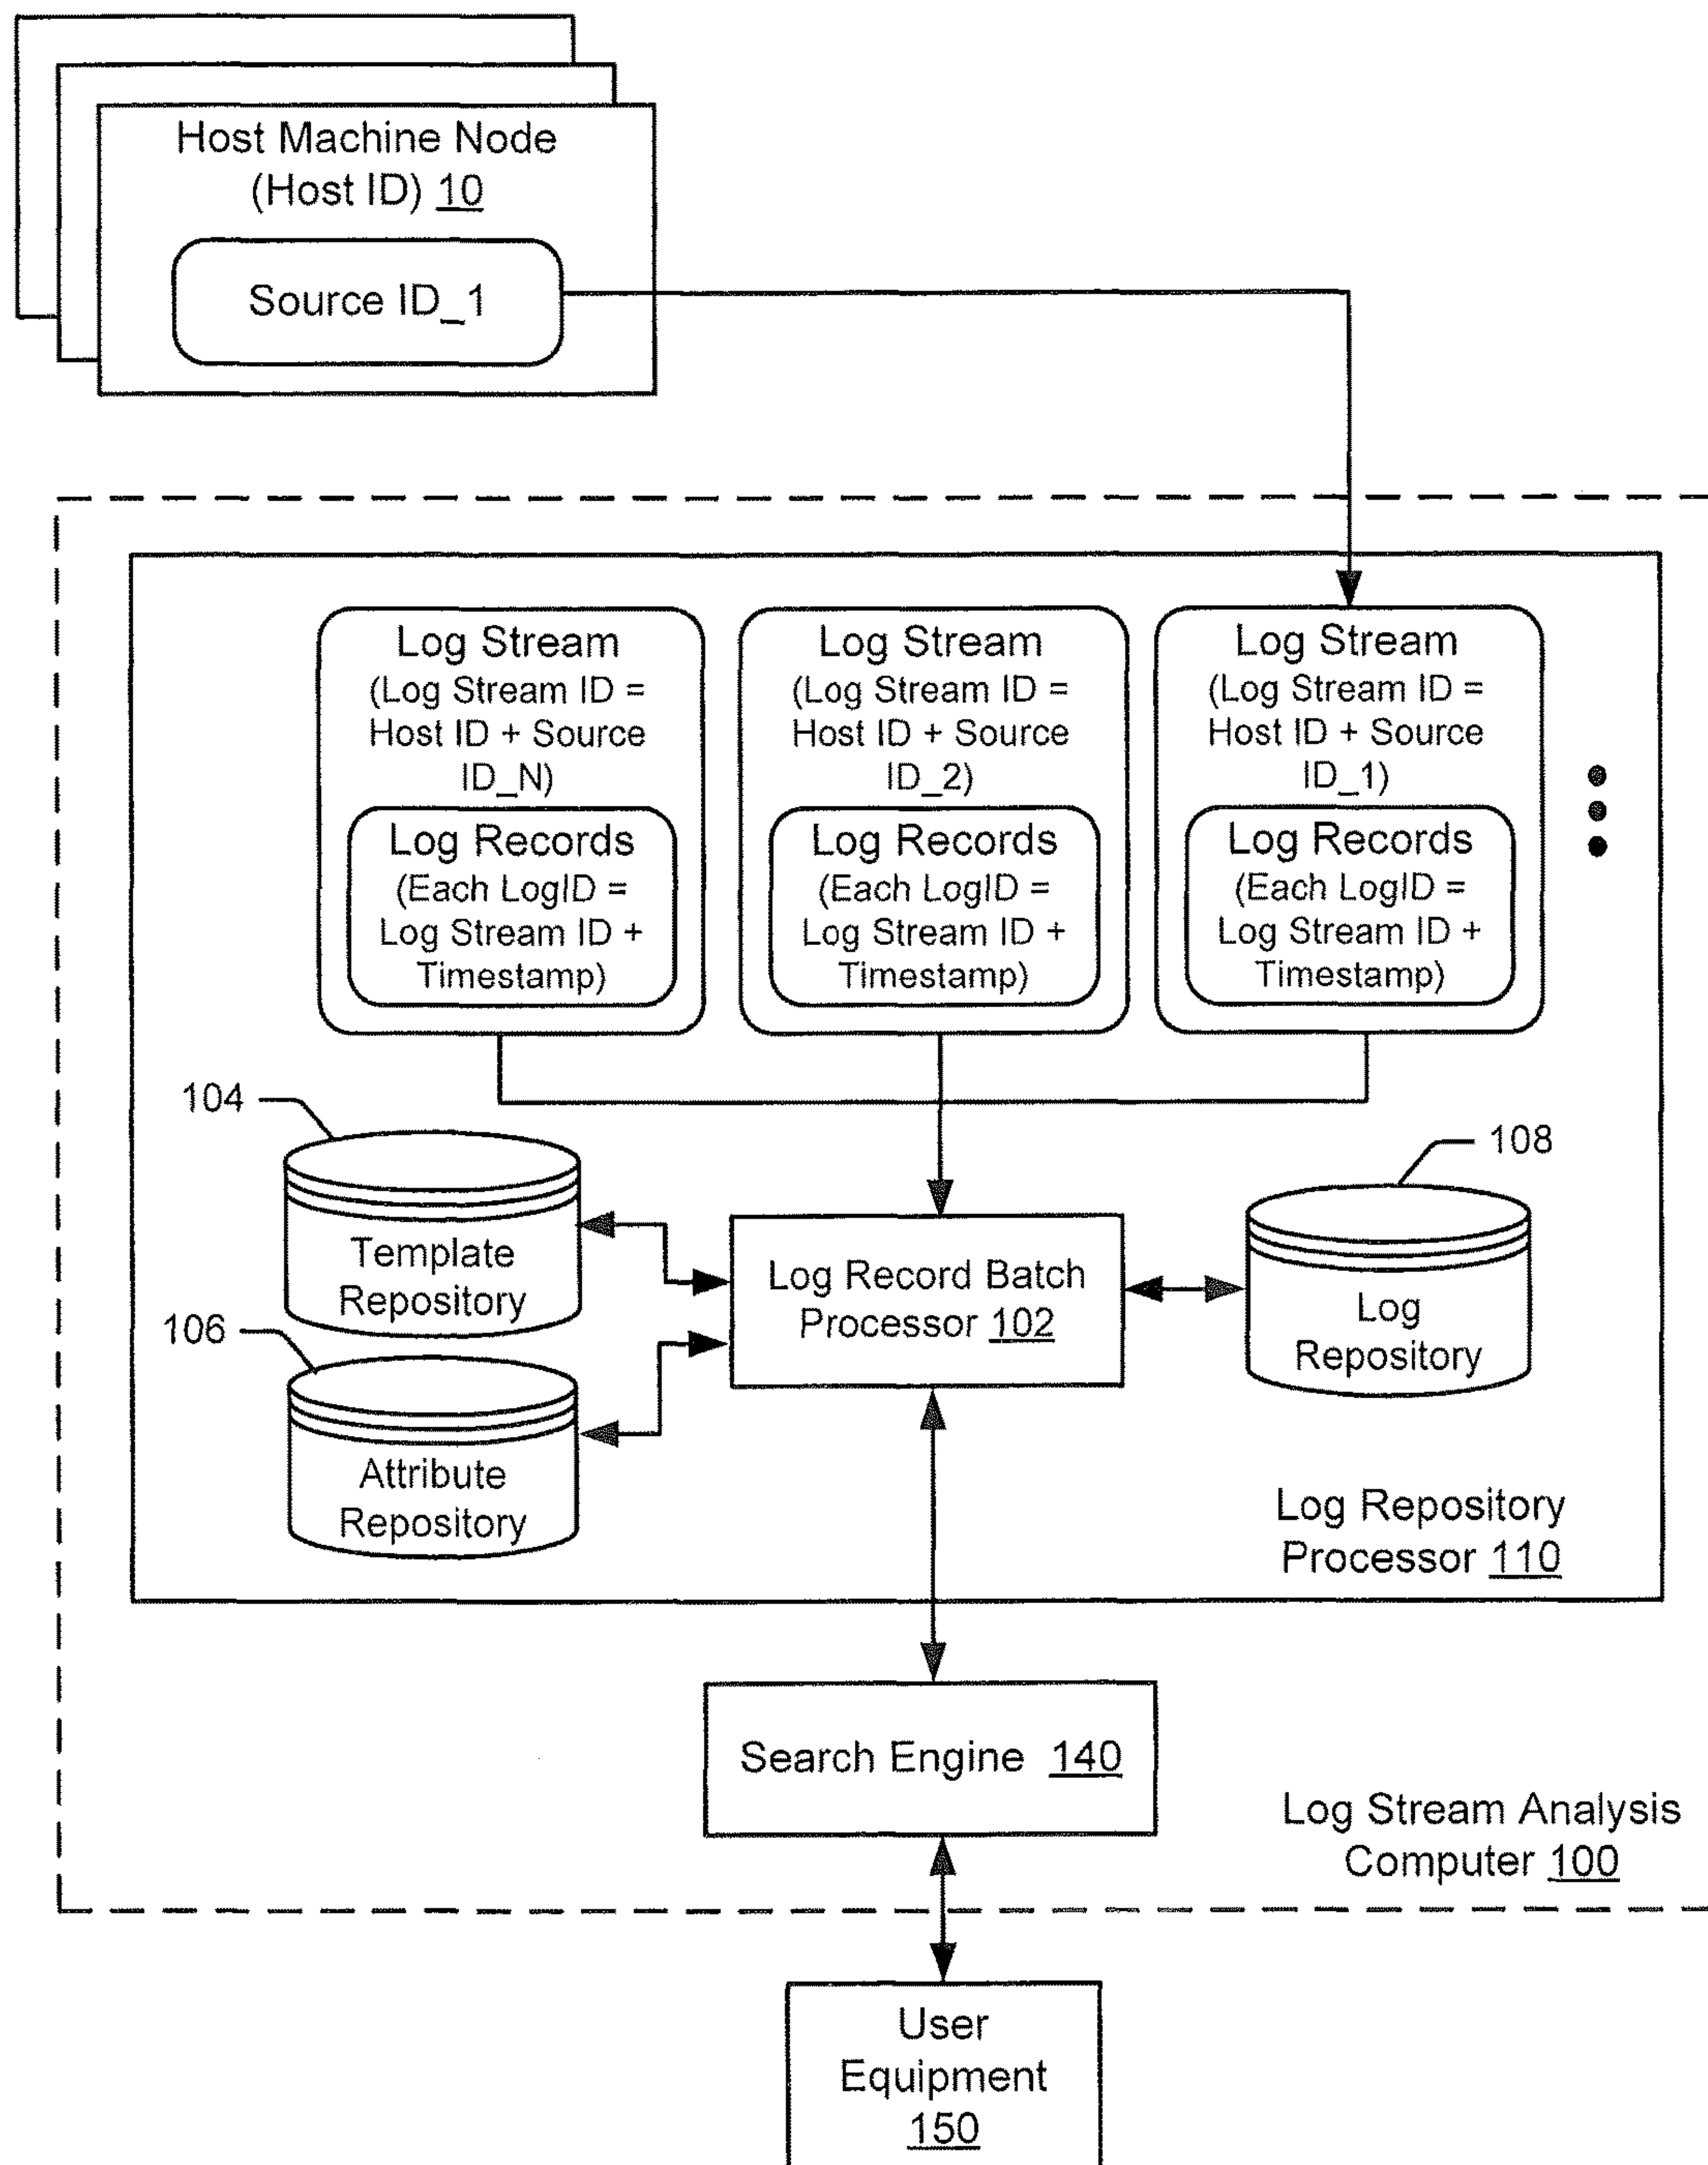 Host Machine Node
(Host ID) 10
Source ID_1
Log Stream
(Log Stream ID =
Host ID + Source
ID_N)
Log Records
(Each LogID =
Log Stream ID +
Timestamp)
Log Stream
(Log Stream ID =
Host ID + Source
ID_2)
Log Records
(Each LogID =
Log Stream ID +
Timestamp)
Log Stream
(Log Stream ID =
Host ID + Source
ID_1)
Log Records
(Each LogID =
Log Stream ID +
Timestamp)
104
Template
Repository
106
Attribute
Repository
Log Record Batch
Processor 102
108
Log
Repository
Log Repository
Processor 110
Search Engine 140
Log Stream Analysis
Computer 100
User
Equipment
150